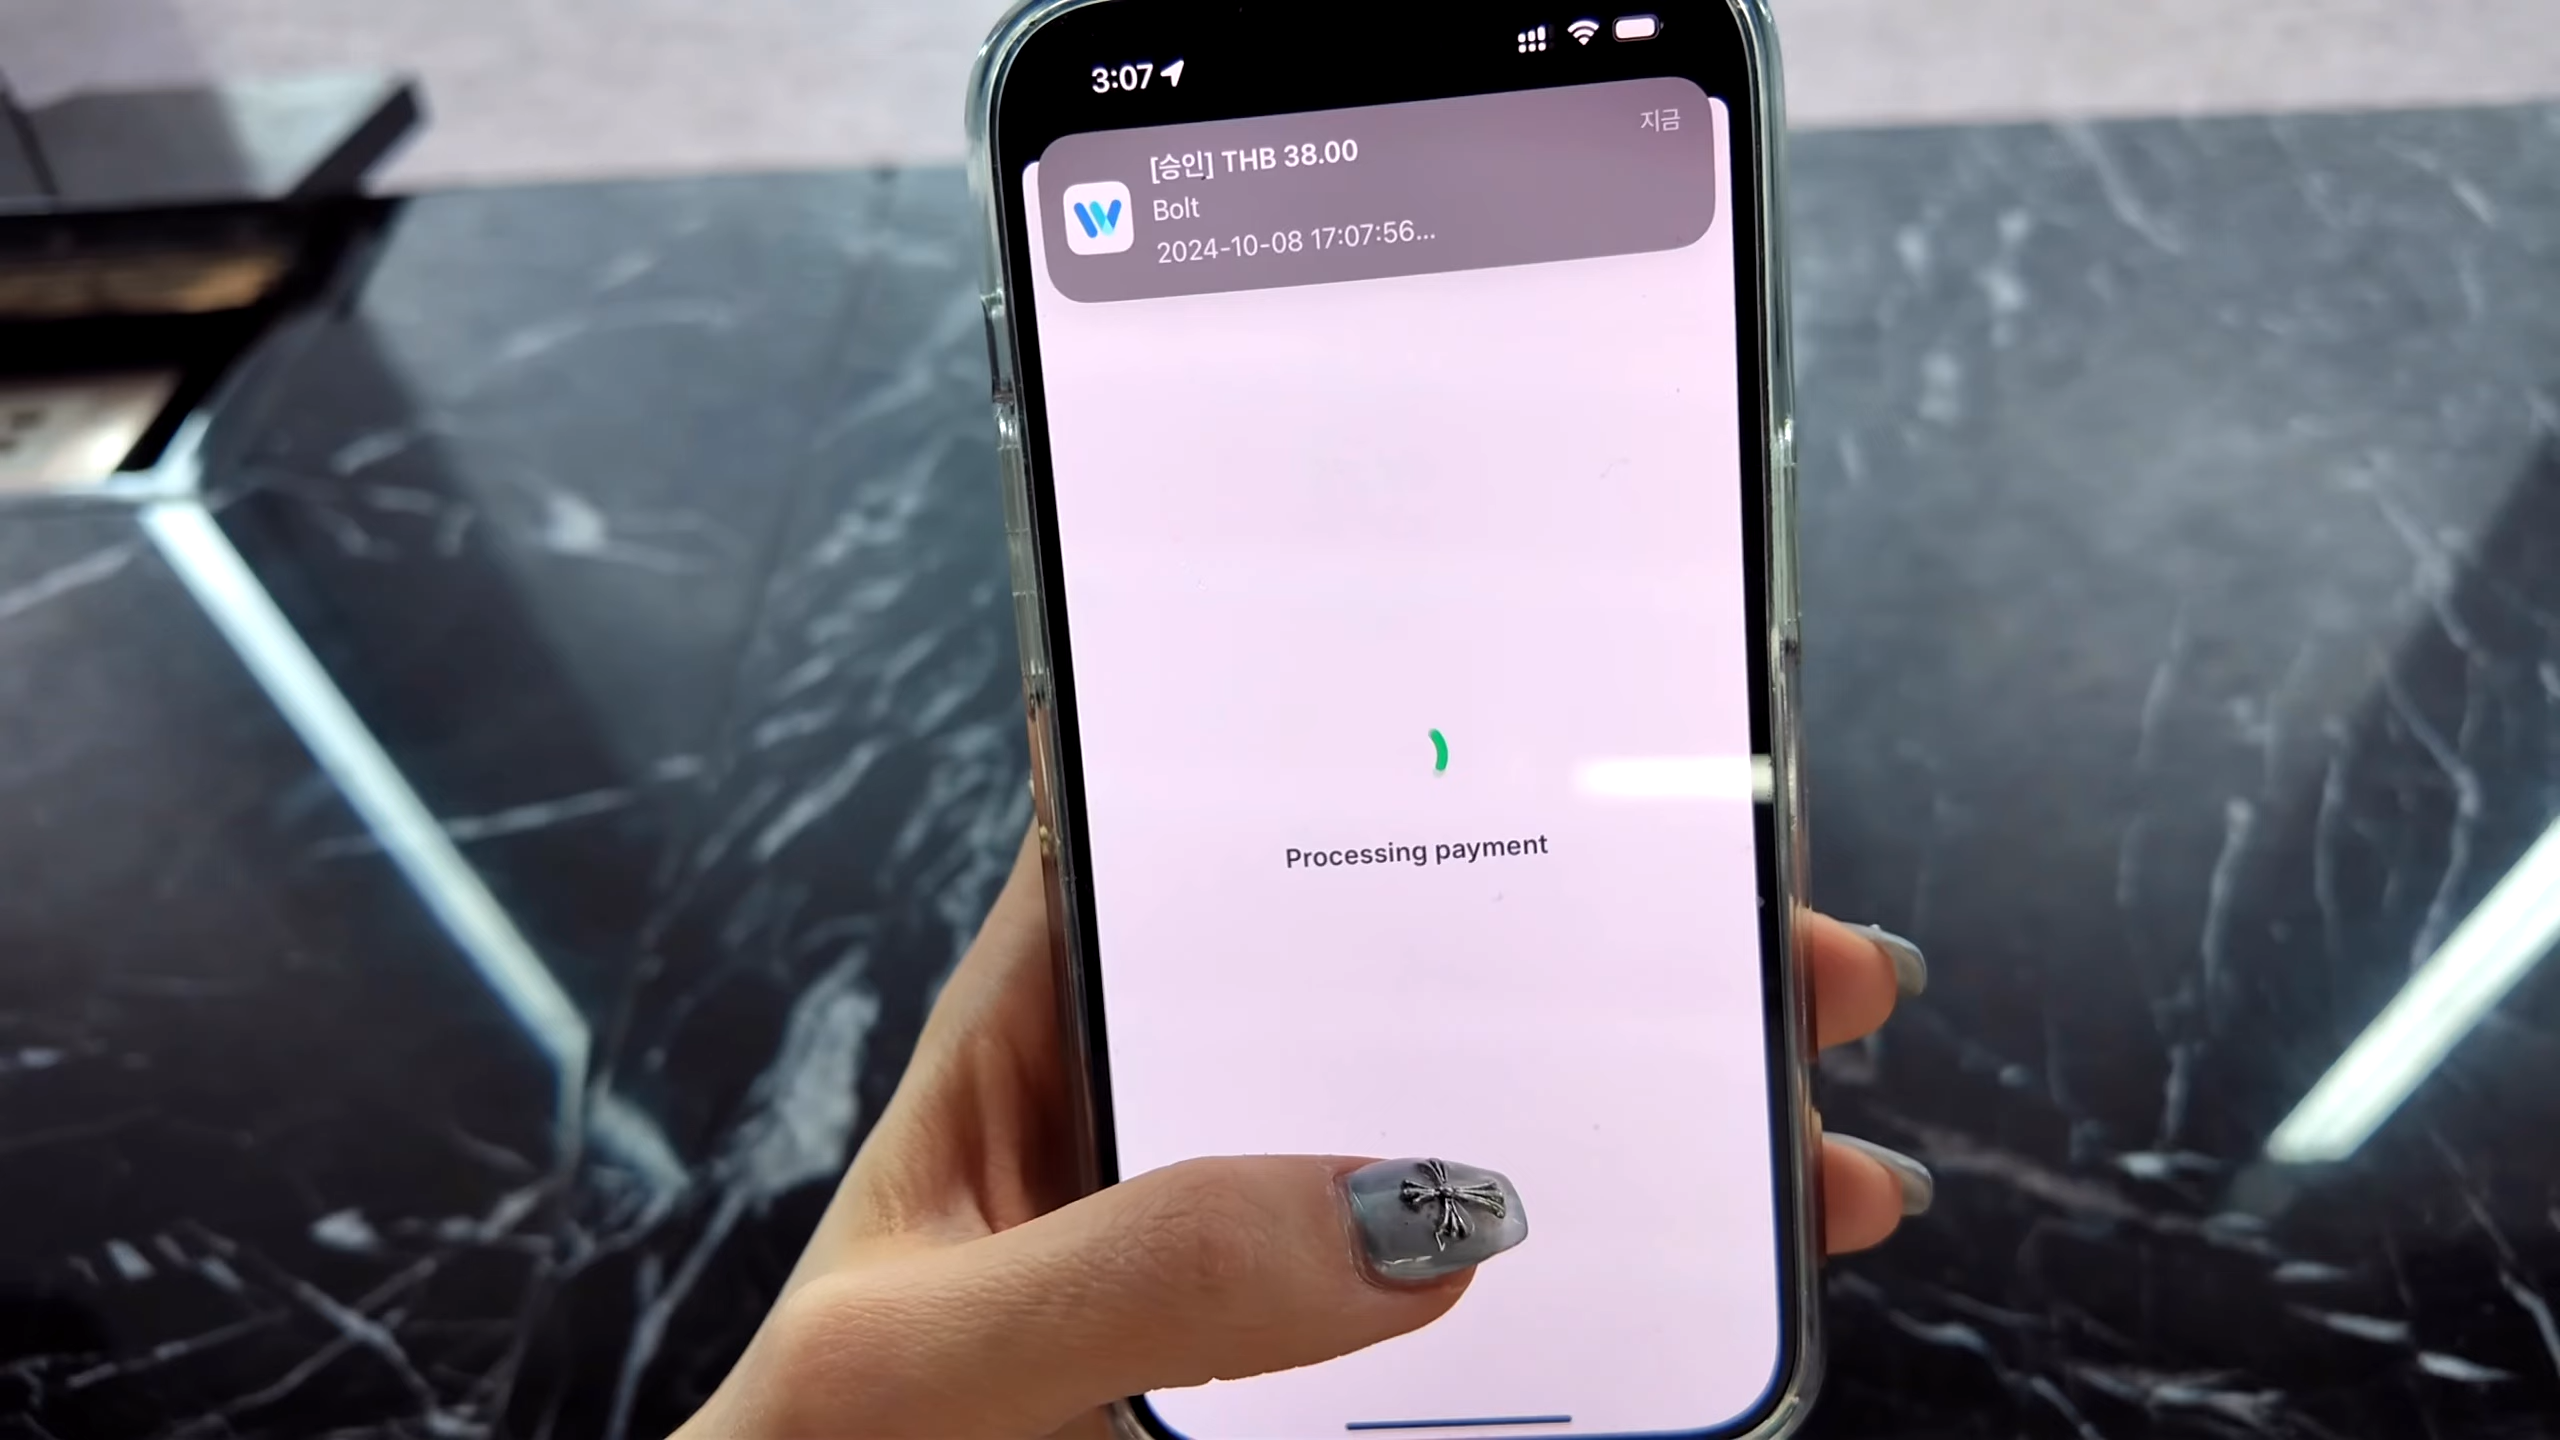 3:07
지금
[승인] THB 38.00
Bolt
2024-10-08 17:07:56...
Processing payment